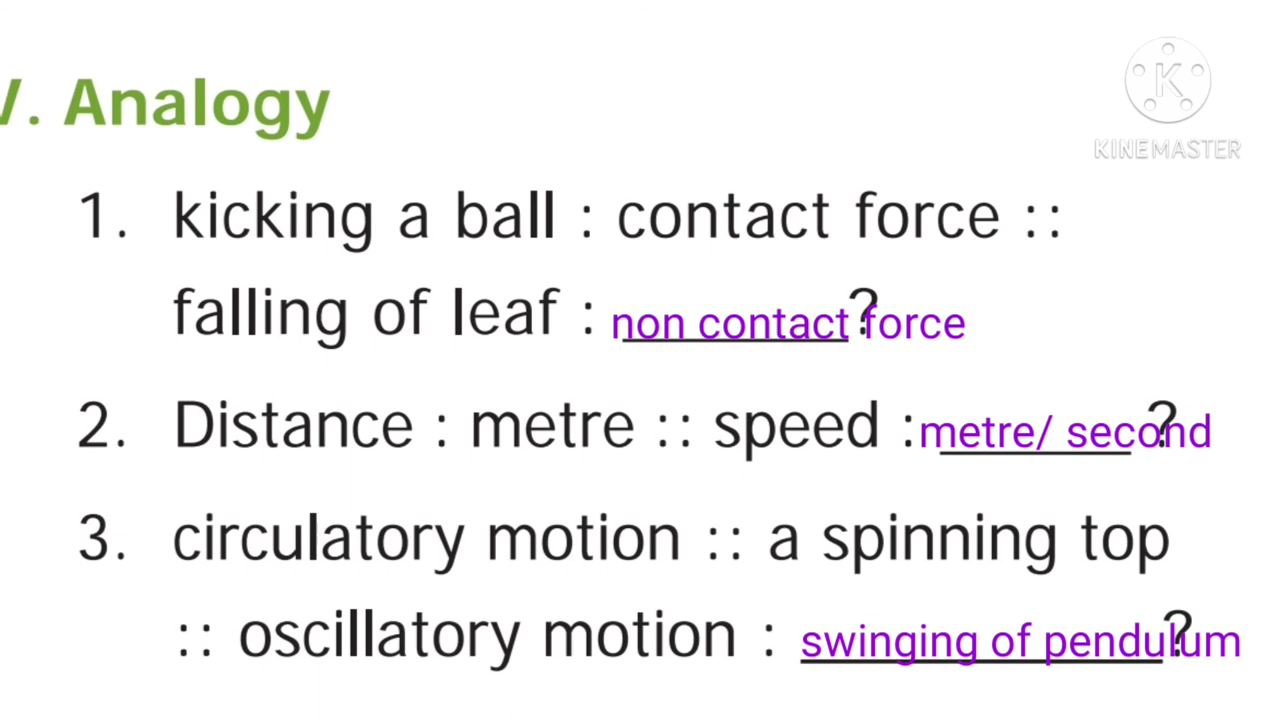 V. Analogy
K
KINEMASTER
1. kicking a ball : contact force ::
falling of leaf : non contact force ?
2. Distance : metre :: speed : metre/ second ?
3. circulatory motion :: a spinning top
:: oscillatory motion : swinging of pendulum ?